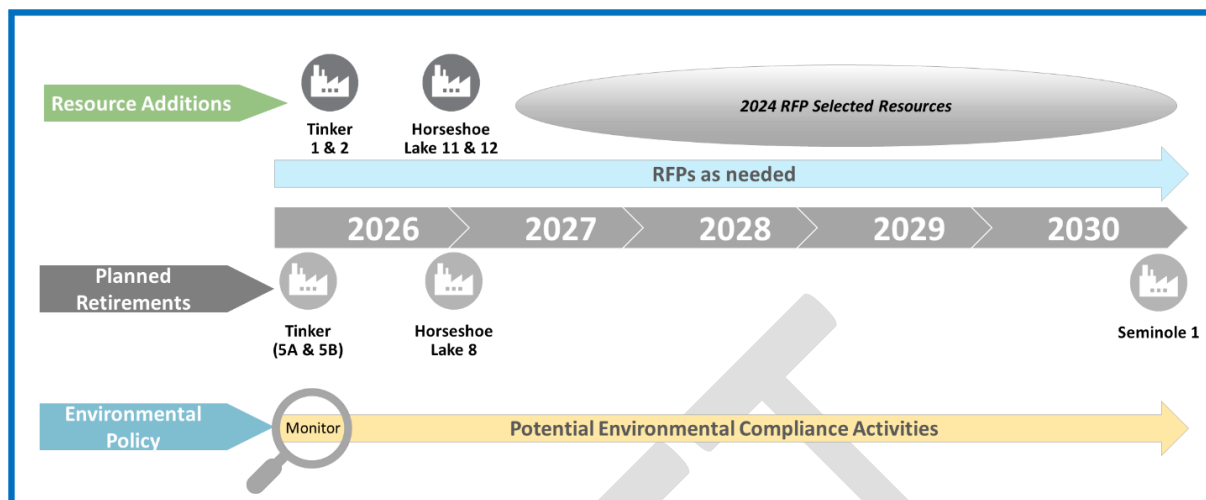 Resource Additions
Tinker
1 & 2
Horseshoe
Lake 11 & 12
2024 RFP Selected Resources
RFPs as needed
2026
2027
2028
2029
2030
Planned
Retirements
Tinker
(5A & 5B)
Horseshoe
Lake 8
Seminole 1
Environmental
Policy
Monitor
Potential Environmental Compliance Activities